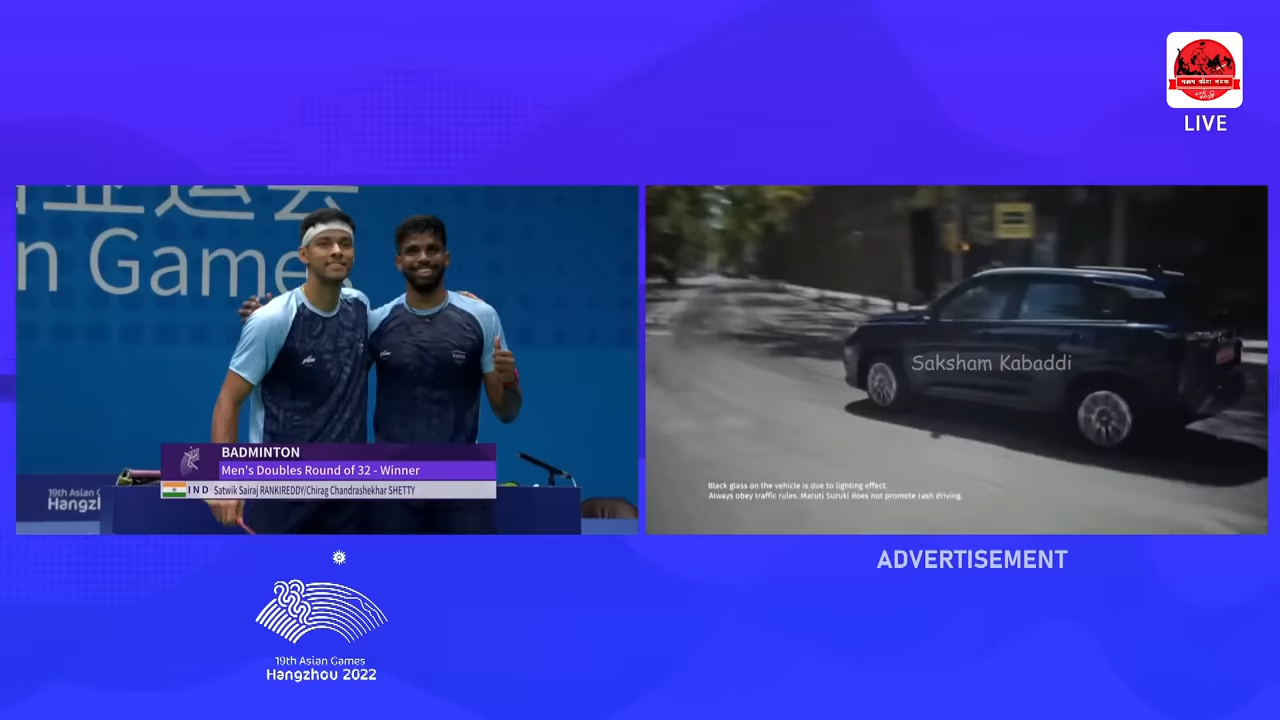 LIVE
n Game
BADMINTON
Men's Doubles Round of 32 - Winner
IND Satwik Sairaj RANKIREDDY/Chirag Chandrashekhar SHETTY
19th Asian
Saksham Kabaddi
Black glass on the vehicle is due to lighting effect.
Always obey traffic rules. Maruti Suzuki does not promote rash driving.
ADVERTISEMENT
19th Asian Games
Hangzhou 2022